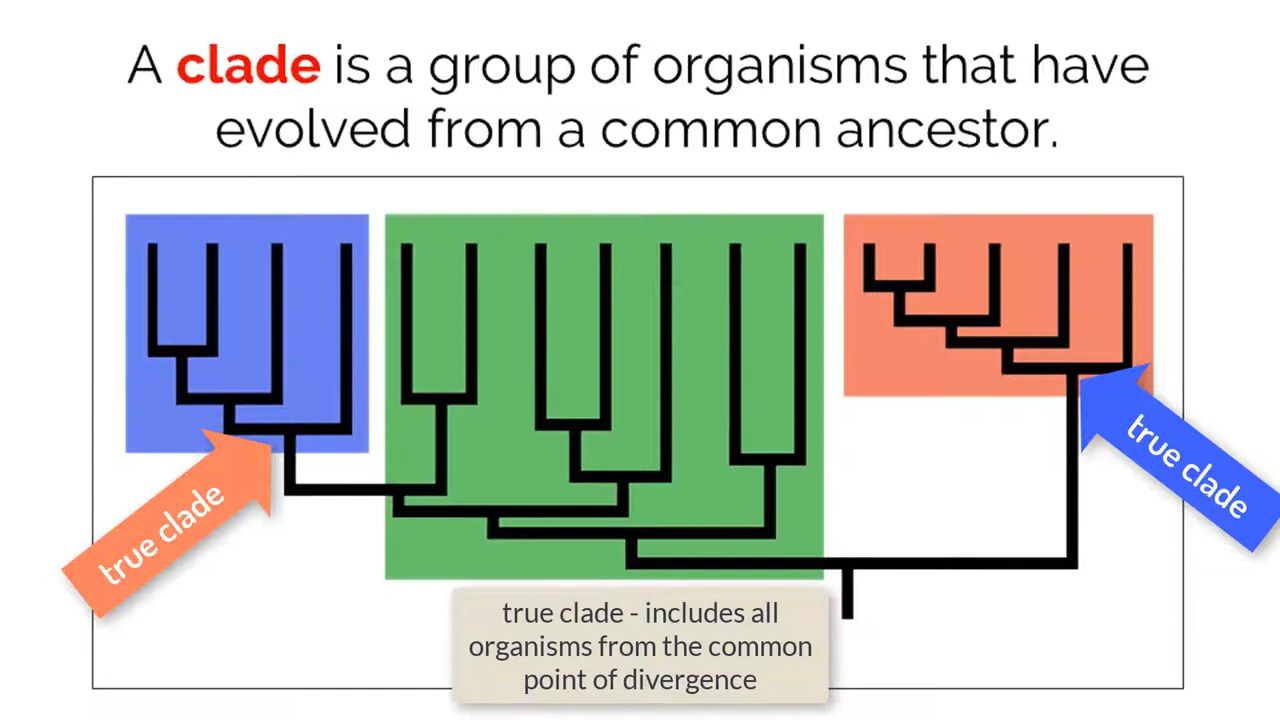 A clade is a group of organisms that have
evolved from a common ancestor.
true clade
true clade
true clade - includes all
organisms from the common
point of divergence